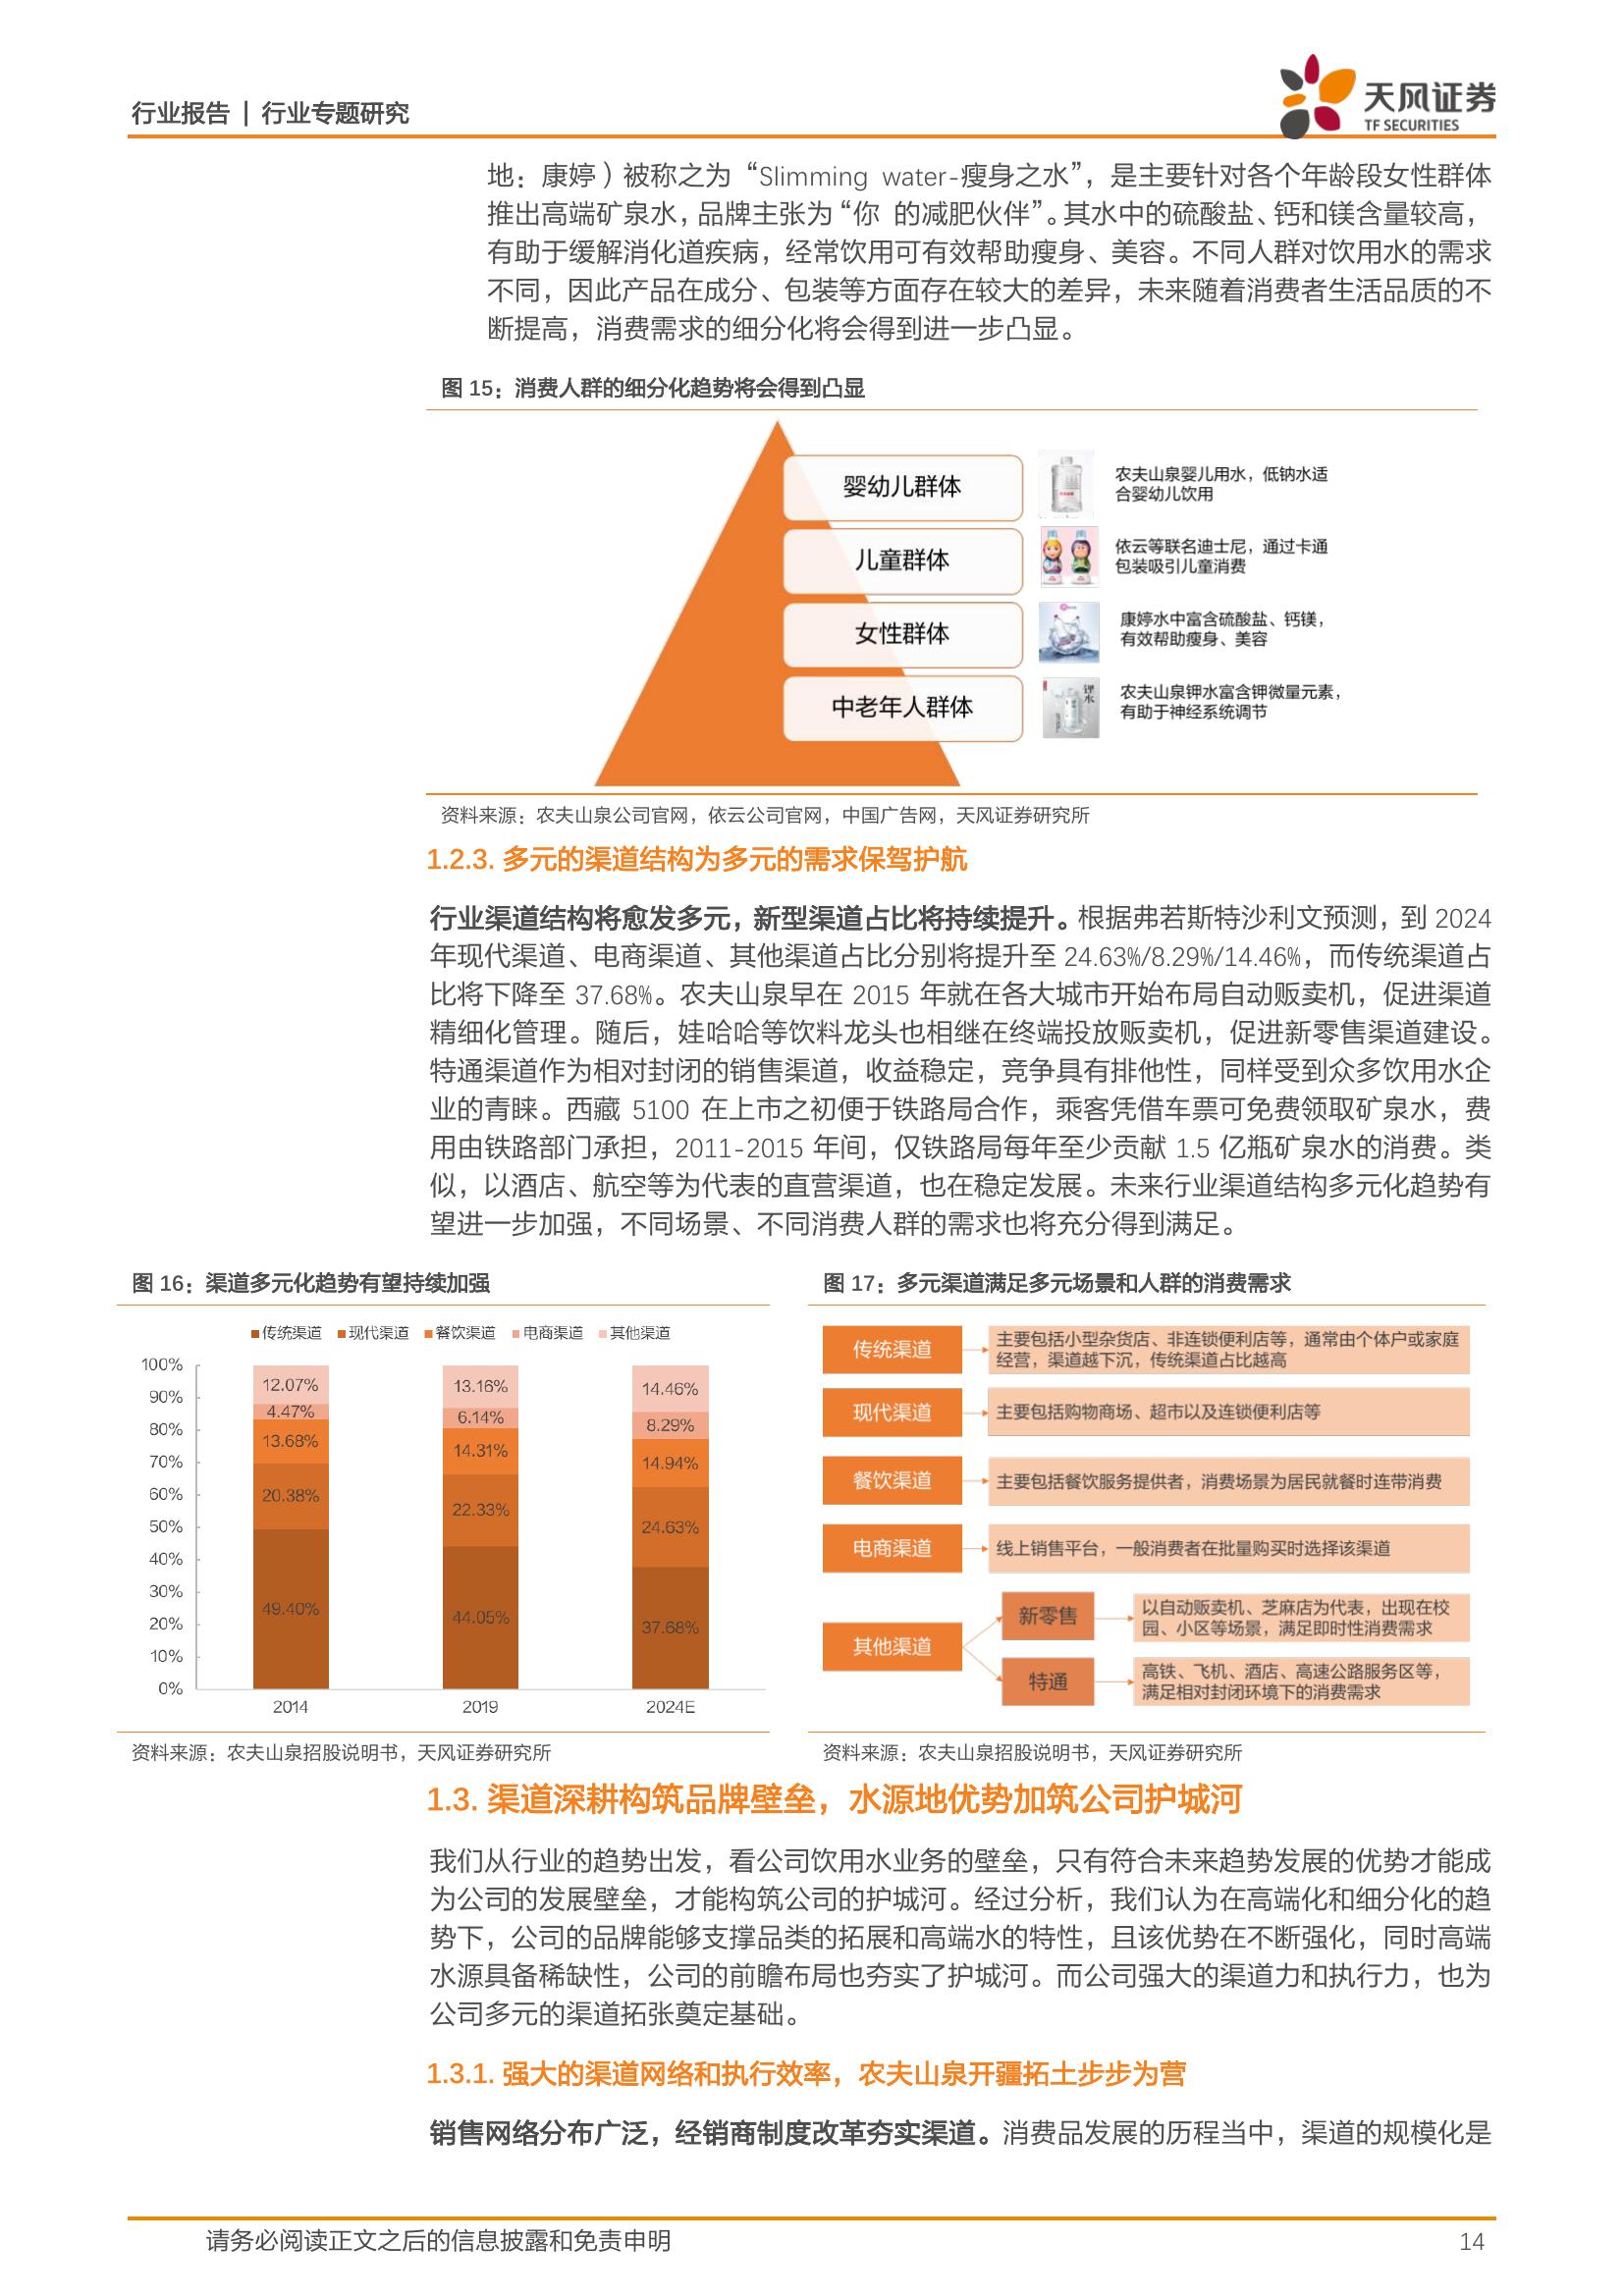 行业报告 | 行业专题研究
天风证券
TF SECURITIES
地：康婷）被称之为“Slimming water-瘦身之水”，是主要针对各个年龄段女性群体
推出高端矿泉水，品牌主张为“你 的减肥伙伴”。其水中的硫酸盐、钙和镁含量较高，
有助于缓解消化道疾病，经常饮用可有效帮助瘦身、美容。不同人群对饮用水的需求
不同，因此产品在成分、包装等方面存在较大的差异，未来随着消费者生活品质的不
断提高，消费需求的细分化将会得到进一步凸显。
图 15：消费人群的细分化趋势将会得到凸显
婴幼儿群体
农夫山泉婴儿用水，低钠水适
合婴幼儿饮用
儿童群体
依云等联名迪士尼，通过卡通
包装吸引儿童消费
女性群体
康婷水中富含硫酸盐、钙镁，
有效帮助瘦身、美容
中老年人群体
锂水
农夫山泉钾水富含钾微量元素，
有助于神经系统调节
资料来源：农夫山泉公司官网，依云公司官网，中国广告网，天风证券研究所
1.2.3. 多元的渠道结构为多元的需求保驾护航
行业渠道结构将愈发多元，新型渠道占比将持续提升。根据弗若斯特沙利文预测，到 2024
年现代渠道、电商渠道、其他渠道占比分别将提升至 24.63%/8.29%/14.46%，而传统渠道占
比将下降至 37.68%。农夫山泉早在 2015 年就在各大城市开始布局自动贩卖机，促进渠道
精细化管理。随后，娃哈哈等饮料龙头也相继在终端投放贩卖机，促进新零售渠道建设。
特通渠道作为相对封闭的销售渠道，收益稳定，竞争具有排他性，同样受到众多饮用水企
业的青睐。西藏 5100 在上市之初便于铁路局合作，乘客凭借车票可免费领取矿泉水，费
用由铁路部门承担，2011-2015 年间，仅铁路局每年至少贡献 1.5 亿瓶矿泉水的消费。类
似，以酒店、航空等为代表的直营渠道，也在稳定发展。未来行业渠道结构多元化趋势有
望进一步加强，不同场景、不同消费人群的需求也将充分得到满足。
图 16：渠道多元化趋势有望持续加强
传统渠道 现代渠道 餐饮渠道 电商渠道 其他渠道
100%
90%
80%
70%
60%
50%
40%
30%
20%
10%
0%
12.07%
4.47%
13.68%
20.38%
49.40%
13.16%
6.14%
14.31%
22.33%
44.05%
14.46%
8.29%
14.94%
24.63%
37.68%
2014 2019 2024E
资料来源：农夫山泉招股说明书，天风证券研究所
图 17：多元渠道满足多元场景和人群的消费需求
传统渠道
主要包括小型杂货店、非连锁便利店等，通常由个体户或家庭
经营，渠道越下沉，传统渠道占比越高
现代渠道
主要包括购物商场、超市以及连锁便利店等
餐饮渠道
主要包括餐饮服务提供者，消费场景为居民就餐时连带消费
电商渠道
线上销售平台，一般消费者在批量购买时选择该渠道
其他渠道
新零售
以自动贩卖机、芝麻店为代表，出现在校
园、小区等场景，满足即时性消费需求
特通
高铁、飞机、酒店、高速公路服务区等，
满足相对封闭环境下的消费需求
资料来源：农夫山泉招股说明书，天风证券研究所
1.3. 渠道深耕构筑品牌壁垒，水源地优势加筑公司护城河
我们从行业的趋势出发，看公司饮用水业务的壁垒，只有符合未来趋势发展的优势才能成
为公司的发展壁垒，才能构筑公司的护城河。经过分析，我们认为在高端化和细分化的趋
势下，公司的品牌能够支撑品类的拓展和高端水的特性，且该优势在不断强化，同时高端
水源具备稀缺性，公司的前瞻布局也夯实了护城河。而公司强大的渠道力和执行力，也为
公司多元的渠道拓张奠定基础。
1.3.1. 强大的渠道网络和执行效率，农夫山泉开疆拓土步步为营
销售网络分布广泛，经销商制度改革夯实渠道。消费品发展的历程当中，渠道的规模化是
请务必阅读正文之后的信息披露和免责申明
14